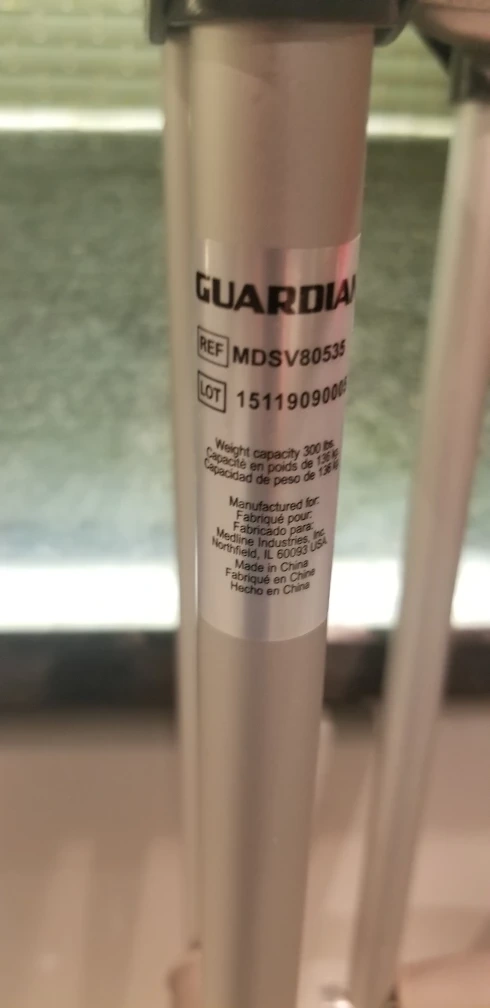 GUARDIAN
REF MDSV80535
LOT 15119090005
Weight capacity 300 lbs.
Capacité en poids de 136 kg
Capacidad de peso de 136 kg
Manufactured for:
Fabriqué pour:
Fabricado para:
Medline Industries, Inc.
Northfield, IL 60093 USA
Made in China
Fabriqué en Chine
Hecho en China